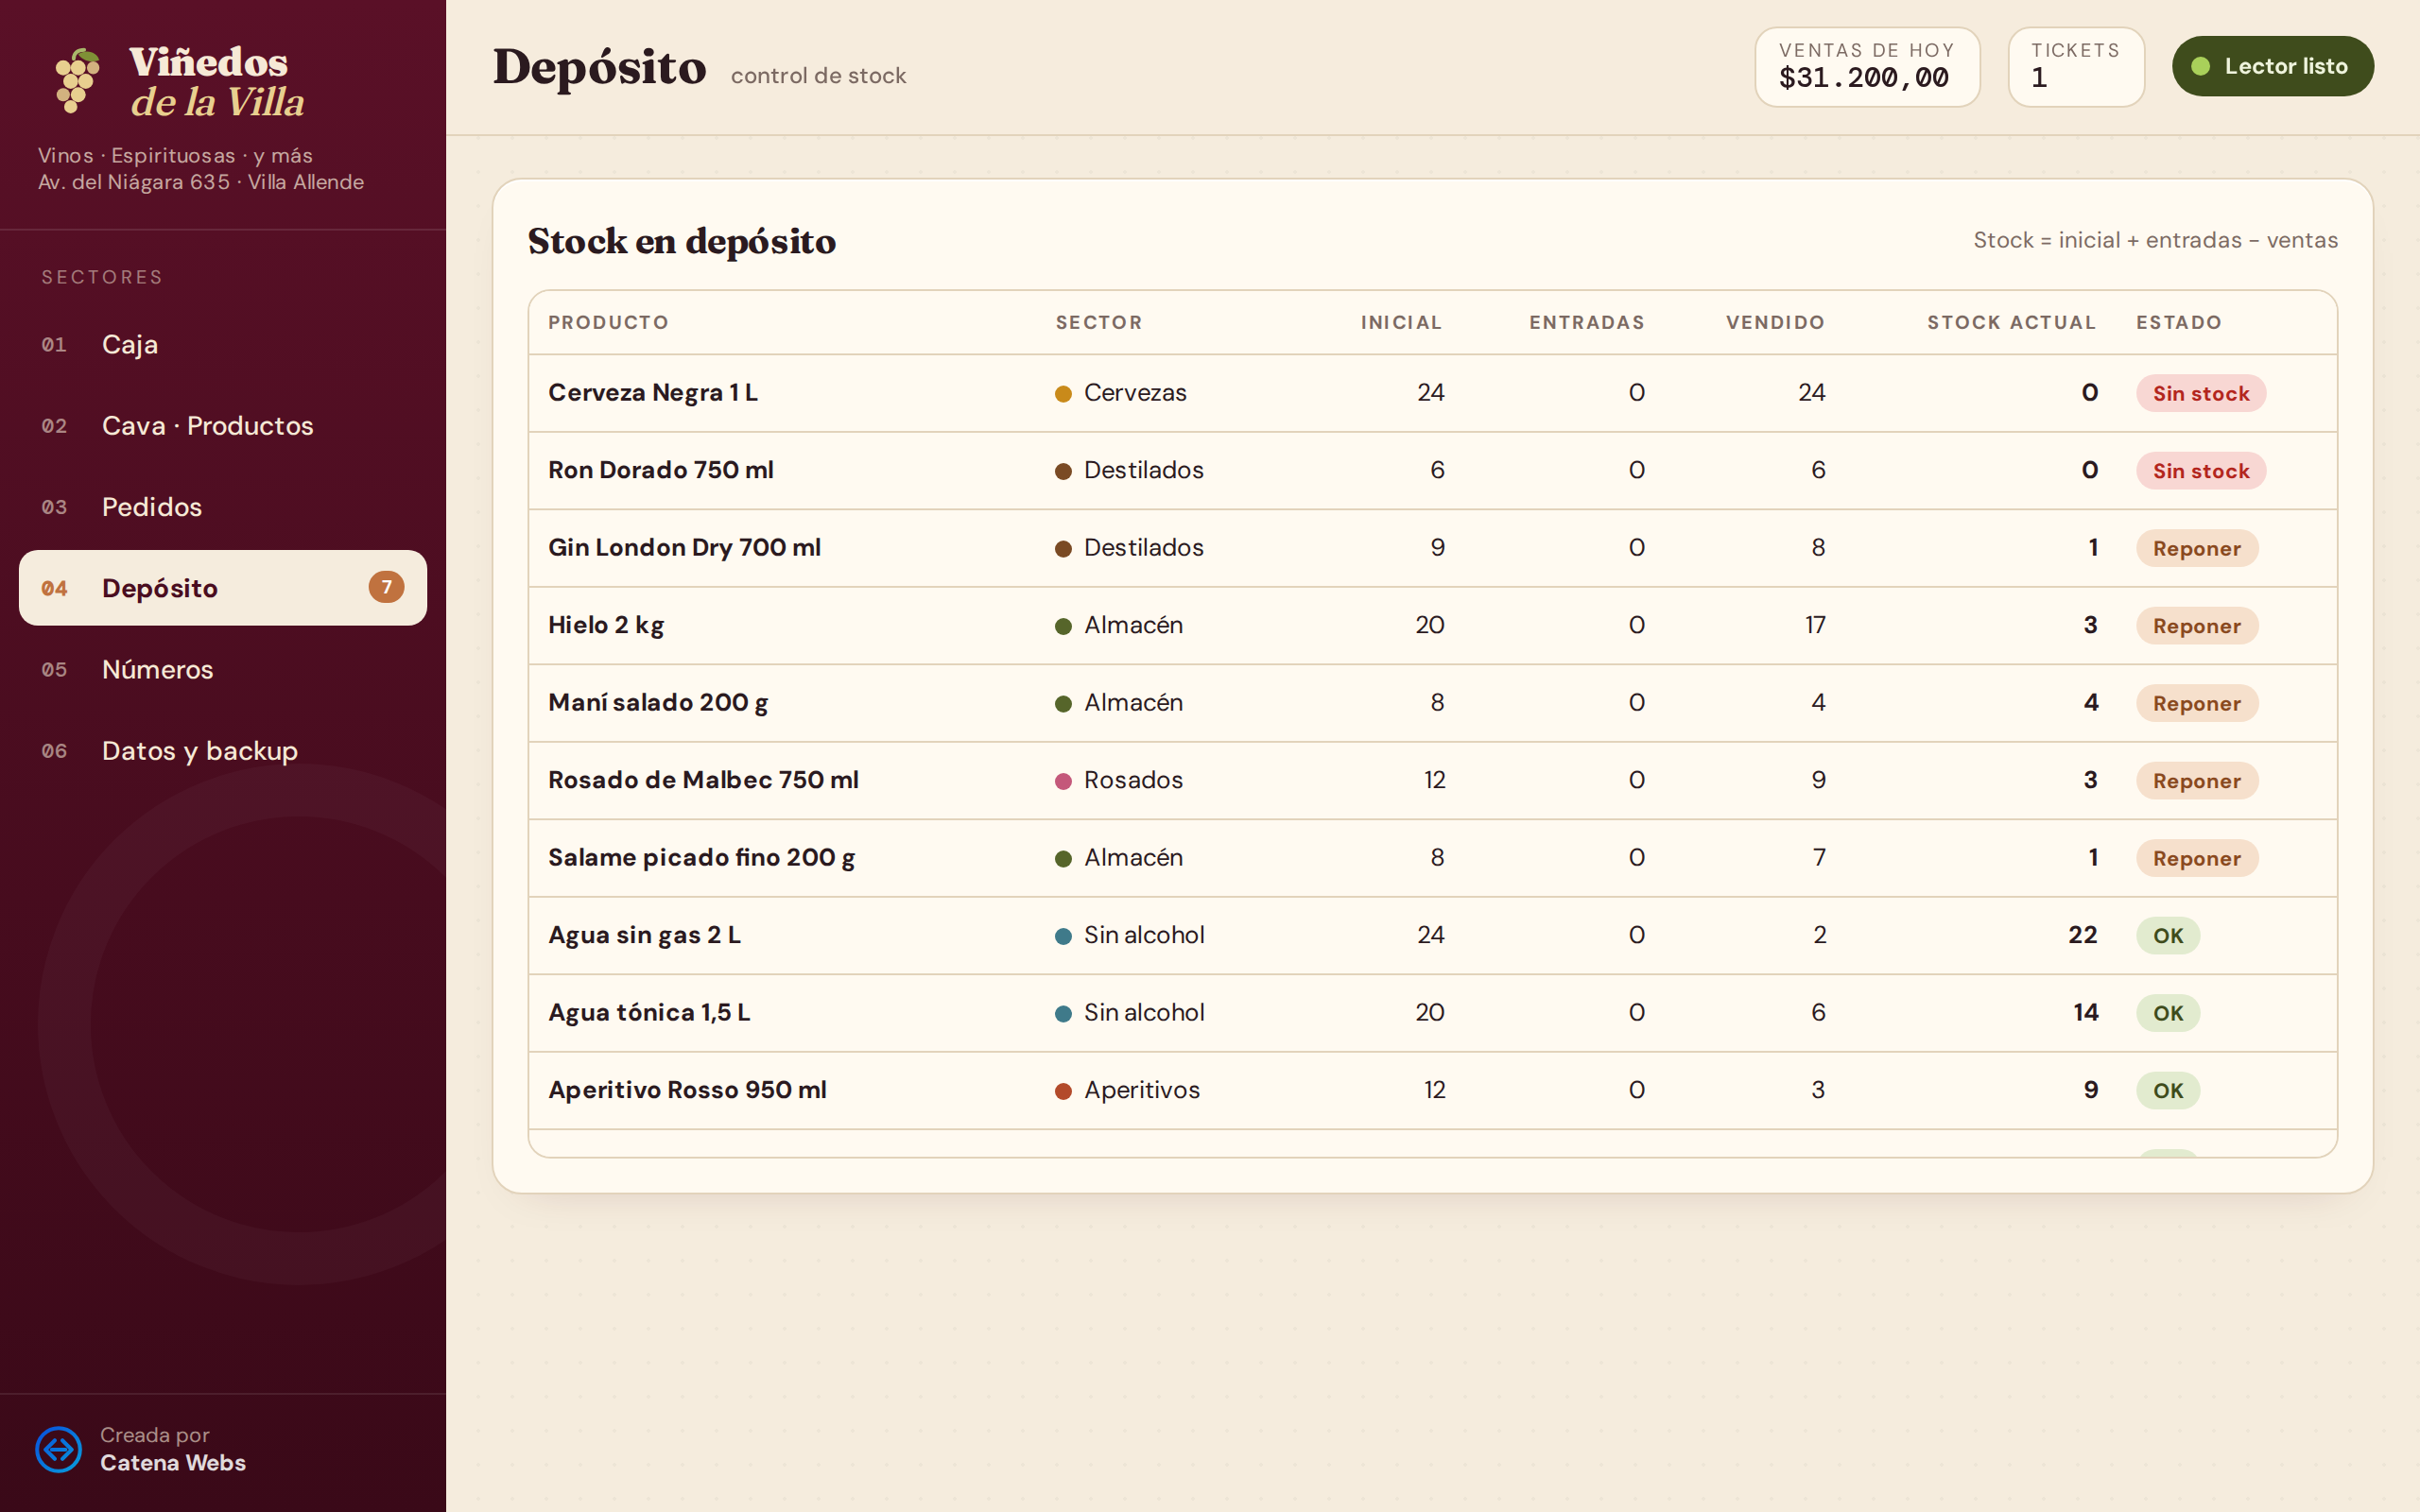 Viñedos
de la Villa
Vinos · Espirituosas · y más
Av. del Niágara 635 · Villa Allende
SECTORES
01 Caja
02 Cava · Productos
03 Pedidos
04 Depósito 7
05 Números
06 Datos y backup
Creada por
Catena Webs
Depósito control de stock
VENTAS DE HOY
$31.200,00
TICKETS
1
Lector listo
Stock en depósito
Stock = inicial + entradas − ventas
PRODUCTO SECTOR INICIAL ENTRADAS VENDIDO STOCK ACTUAL ESTADO
Cerveza Negra 1 L Cervezas 24 0 24 0 Sin stock
Ron Dorado 750 ml Destilados 6 0 6 0 Sin stock
Gin London Dry 700 ml Destilados 9 0 8 1 Reponer
Hielo 2 kg Almacén 20 0 17 3 Reponer
Maní salado 200 g Almacén 8 0 4 4 Reponer
Rosado de Malbec 750 ml Rosados 12 0 9 3 Reponer
Salame picado fino 200 g Almacén 8 0 7 1 Reponer
Agua sin gas 2 L Sin alcohol 24 0 2 22 OK
Agua tónica 1,5 L Sin alcohol 20 0 6 14 OK
Aperitivo Rosso 950 ml Aperitivos 12 0 3 9 OK